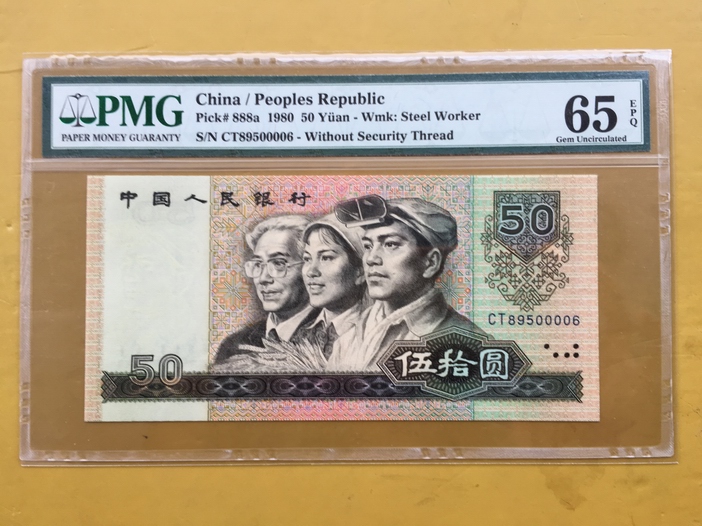 PMG
PAPER MONEY GUARANTY
China / Peoples Republic
Pick# 888a 1980 50 Yüan - Wmk: Steel Worker
S/N CT89500006 - Without Security Thread
65 EPQ
Gem Uncirculated
中国人民银行
50
CT89500006
50
伍拾圆